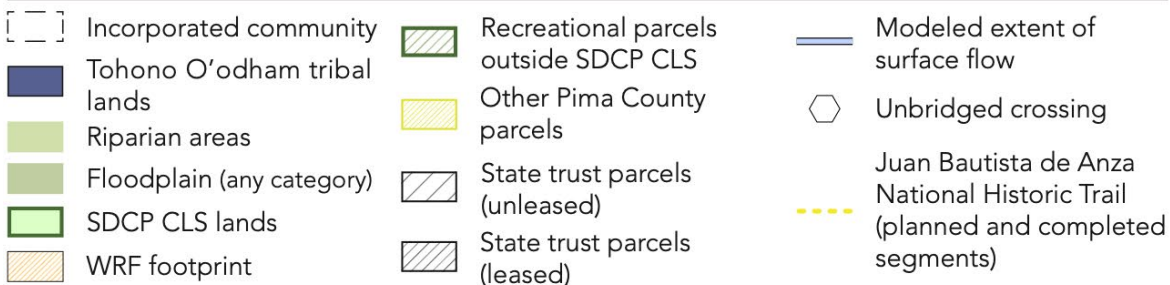 Incorporated community
Tohono O’odham tribal
lands
Riparian areas
Floodplain (any category)
SDCP CLS lands
WRF footprint
Recreational parcels
outside SDCP CLS
Other Pima County
parcels
State trust parcels
(unleased)
State trust parcels
(leased)
Modeled extent of
surface flow
Unbridged crossing
Juan Bautista de Anza
National Historic Trail
(planned and completed
segments)